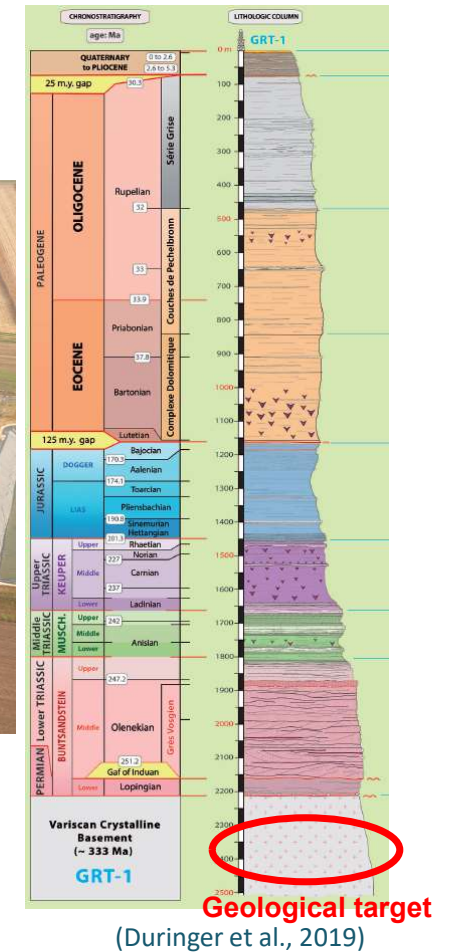 CHRONOSTRATIGRAPHY
LITHOLOGIC COLUMN
age: Ma
GRT-1
QUATERNARY
to PLIOCENE
0 to 2.6
2.6 to 5.3
25 m.y. gap
30.3
PALEOGENE
OLIGOCENE
Rupelian
Série Grise
32
33
33.9
Couches de Pechelbronn
EOCENE
Priabonian
37.8
Bartonian
Complexe Dolomitique
Lutetian
125 m.y. gap
JURASSIC
DOGGER
Bajocian
170.3
Aalenian
174.1
LIAS
Toarcian
Pliensbachian
190.8
Sinemurian
Hettangian
201.3
Upper
TRIASSIC
KEUPER
Upper
Rhaetian
Norian
227
Middle
Carnian
237
Lower
Ladinian
Middle
TRIASSIC
MUSCH.
Upper
242
Middle
Anisian
Lower
PERMIAN
Lower TRIASSIC
BUNTSANDSTEIN
Upper
247.2
Middle
Olenekian
Grès Vosgien
251.2
Gaf of Induan
Lower
Lopingian
Variscan Crystalline
Basement
(~ 333 Ma)
GRT-1
0 m
100
200
300
400
500
600
700
800
900
1000
1100
1200
1300
1400
1500
1600
1700
1800
1900
2000
2100
2200
2300
2400
2500
Geological target
(Duringer et al., 2019)